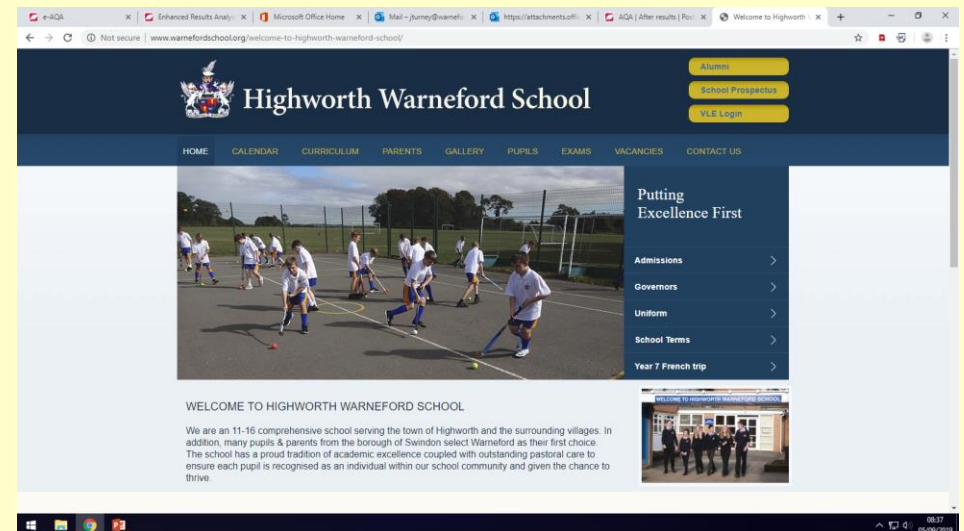 e-AQA
Enhanced Results Analys
Microsoft Office Home
Mail – jturney@warnefo
https://attachments.offi
AQA | After results | Post
Welcome to Highworth
Not secure | www.warnefordschool.org/welcome-to-highworth-warneford-school/
Alumni
Highworth Warneford School
School Prospectus
VLE Login
HOME CALENDAR CURRICULUM PARENTS GALLERY PUPILS EXAMS VACANCIES CONTACT US
Putting
Excellence First
Admissions
Governors
Uniform
School Terms
Year 7 French trip
WELCOME TO HIGHWORTH WARNEFORD SCHOOL
We are an 11-16 comprehensive school serving the town of Highworth and the surrounding villages. In
addition, many pupils & parents from the borough of Swindon select Warneford as their first choice.
The school has a proud tradition of academic excellence coupled with outstanding pastoral care to
ensure each pupil is recognised as an individual within our school community and given the chance to
thrive.
WELCOME TO HIGHWORTH WARNEFORD SCHOOL
08:37
05/09/2019